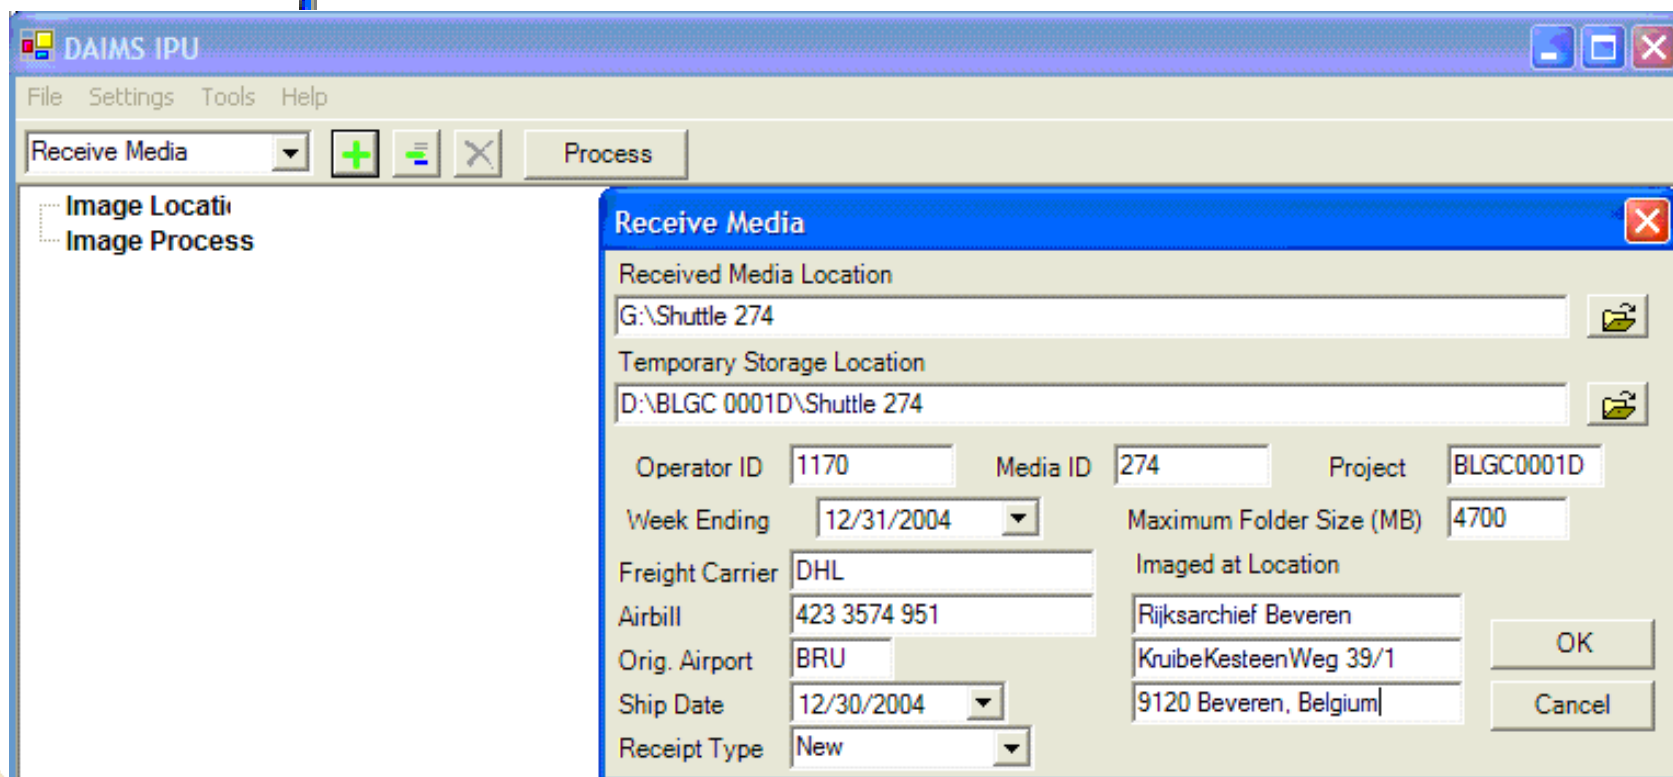 DAIMS IPU
File Settings Tools Help
Receive Media Process
Image Locati
Image Process
Receive Media
Received Media Location
G:\Shuttle 274
Temporary Storage Location
D:\BLGC 0001D\Shuttle 274
Operator ID 1170 Media ID 274 Project BLGC0001D
Week Ending 12/31/2004 Maximum Folder Size (MB) 4700
Freight Carrier DHL Imaged at Location
Airbill 423 3574 951 Rijksarchief Beveren
Orig. Airport BRU KruibeKesteenWeg 39/1 OK
Ship Date 12/30/2004 9120 Beveren, Belgium Cancel
Receipt Type New